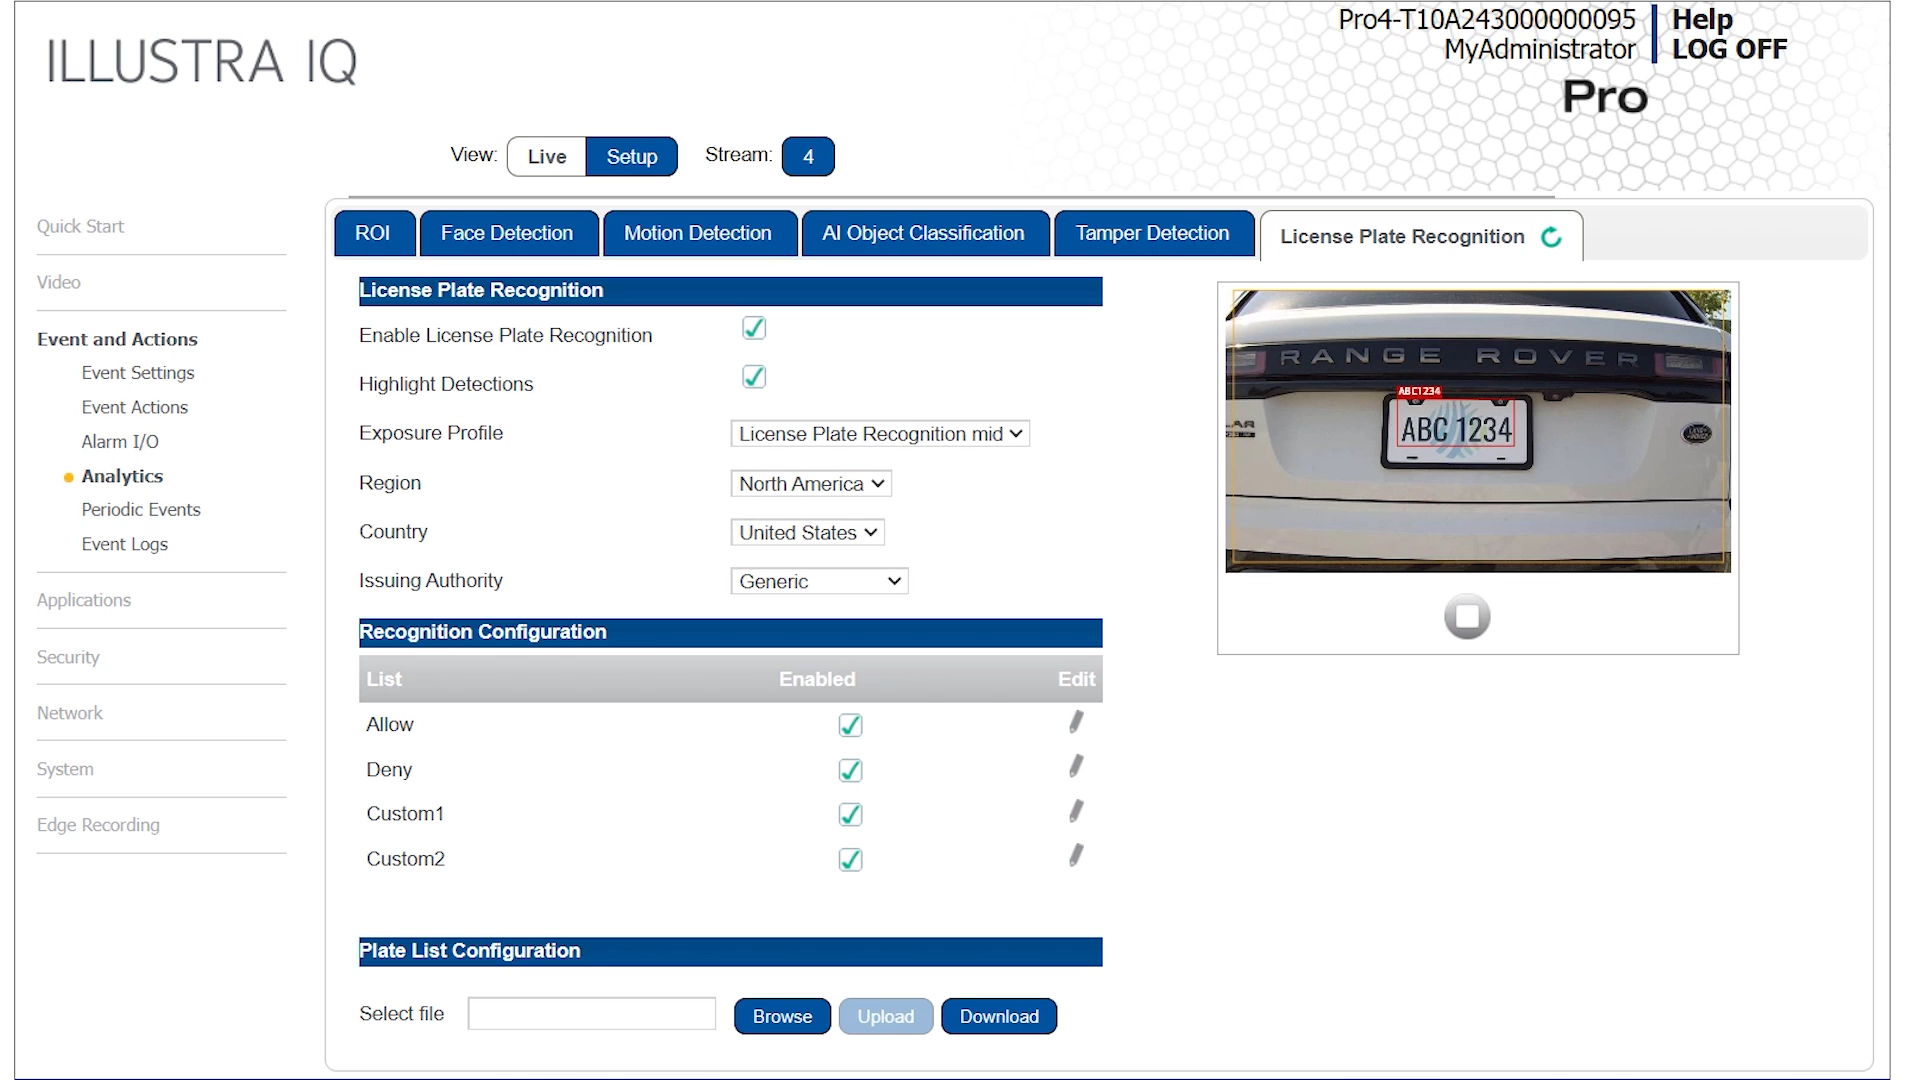 ILLUSTRA IQ
Pro4-T10A243000000095
MyAdministrator
Help
LOG OFF
Pro
View: Live Setup Stream: 4
Quick Start
Video
Event and Actions
Event Settings
Event Actions
Alarm I/O
Analytics
Periodic Events
Event Logs
Applications
Security
Network
System
Edge Recording
ROI Face Detection Motion Detection AI Object Classification Tamper Detection License Plate Recognition
License Plate Recognition
Enable License Plate Recognition
Highlight Detections
Exposure Profile License Plate Recognition mid
Region North America
Country United States
Issuing Authority Generic
Recognition Configuration
List Enabled Edit
Allow
Deny
Custom1
Custom2
Plate List Configuration
Select file Browse Upload Download
RANGE ROVER
ABC1234
ABC 1234